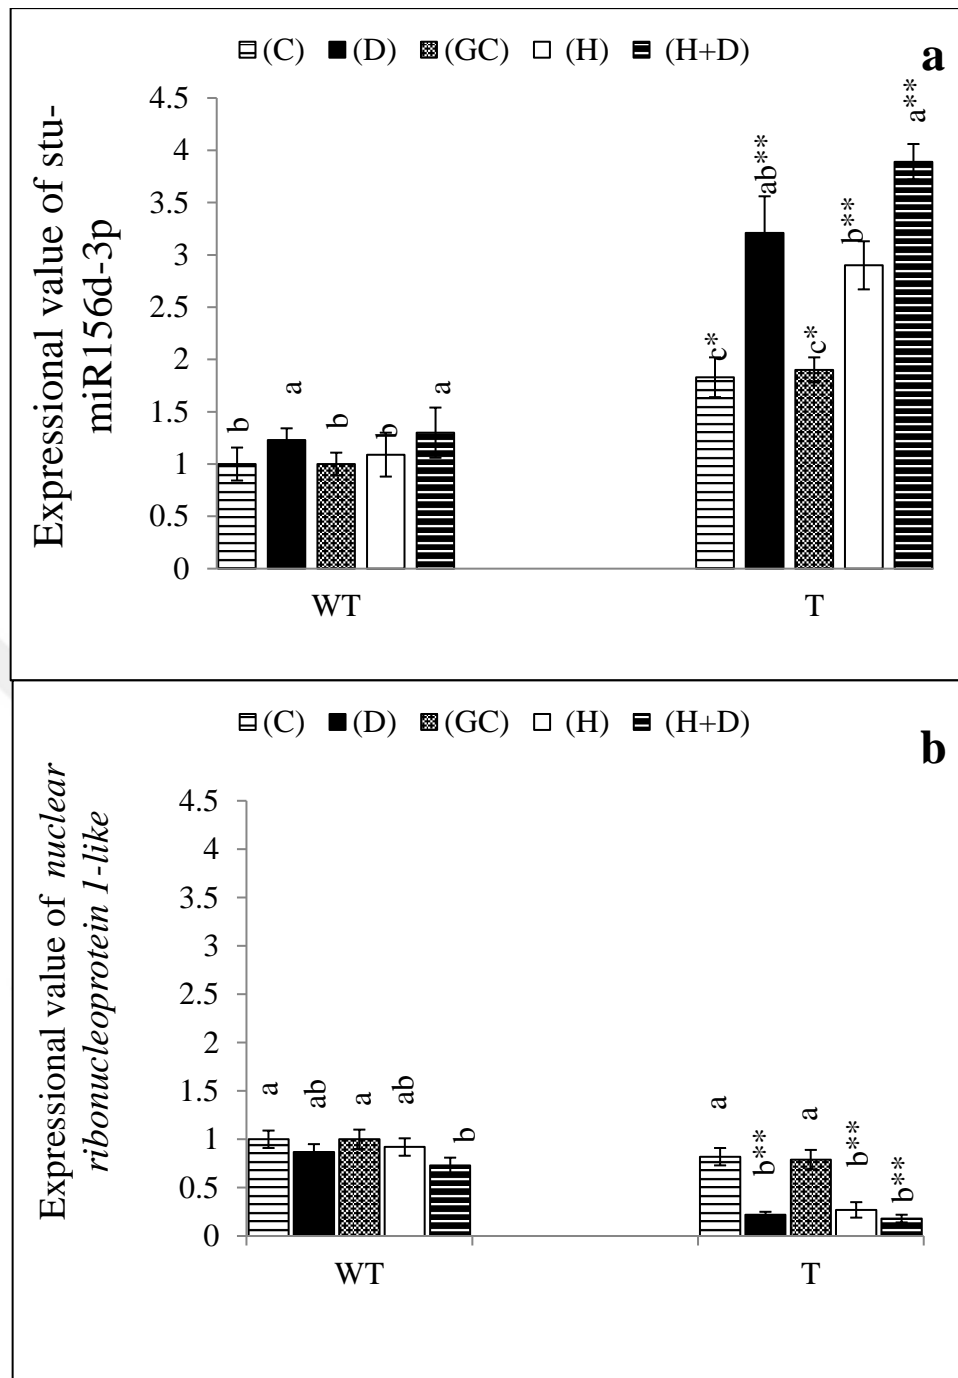 (C) (D) (GC) (H) (H+D)
a
Expressional value of stu-
miR156d-3p
4.5
4
3.5
3
2.5
2
1.5
1
0.5
0
b a b b a
c* ab** c* b** a**
WT T
(C) (D) (GC) (H) (H+D)
b
Expressional value of nuclear
ribonucleoprotein 1-like
4.5
4
3.5
3
2.5
2
1.5
1
0.5
0
a ab a ab b
a b** a b** b**
WT T